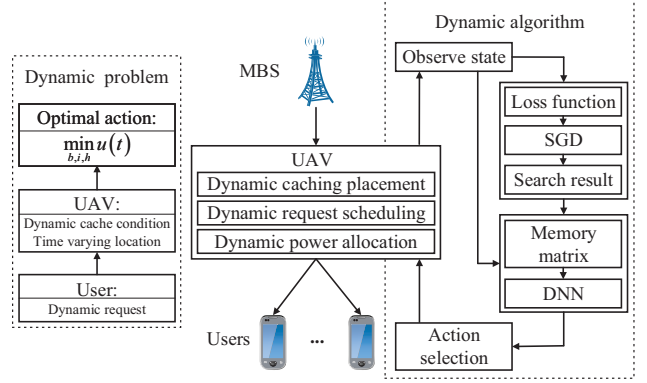 Dynamic problem
Optimal action:
min u(t)
b,i,h
UAV:
Dynamic cache condition
Time varying location
User:
Dynamic request
MBS
UAV
Dynamic caching placement
Dynamic request scheduling
Dynamic power allocation
Users
...
Dynamic algorithm
Observe state
Loss function
SGD
Search result
Memory
matrix
DNN
Action
selection